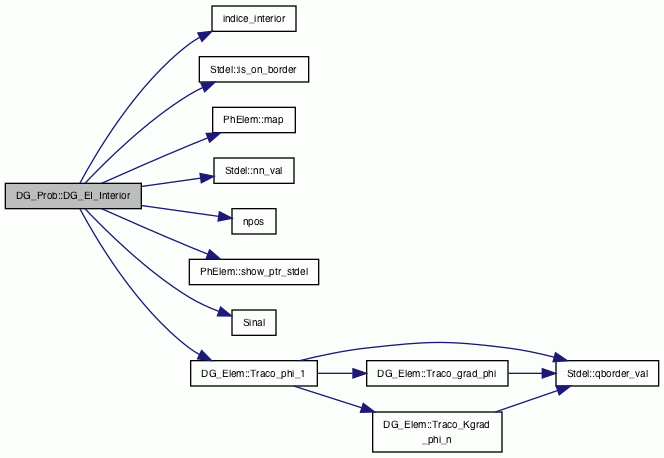 indice_interior
Stdel::is_on_border
PhElem::map
Stdel::nn_val
DG_Prob::DG_EI_Interior
npos
PhElem::show_ptr_stdel
Sinal
DG_Elem::Traco_phi_1
DG_Elem::Traco_grad_phi
Stdel::qborder_val
DG_Elem::Traco_Kgrad
_phi_n